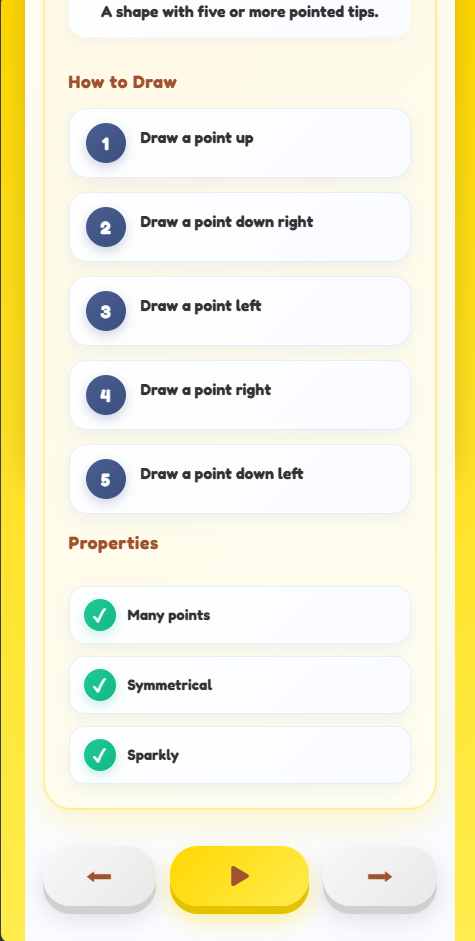 A shape with five or more pointed tips.
How to Draw
1 Draw a point up
2 Draw a point down right
3 Draw a point left
4 Draw a point right
5 Draw a point down left
Properties
Many points
Symmetrical
Sparkly